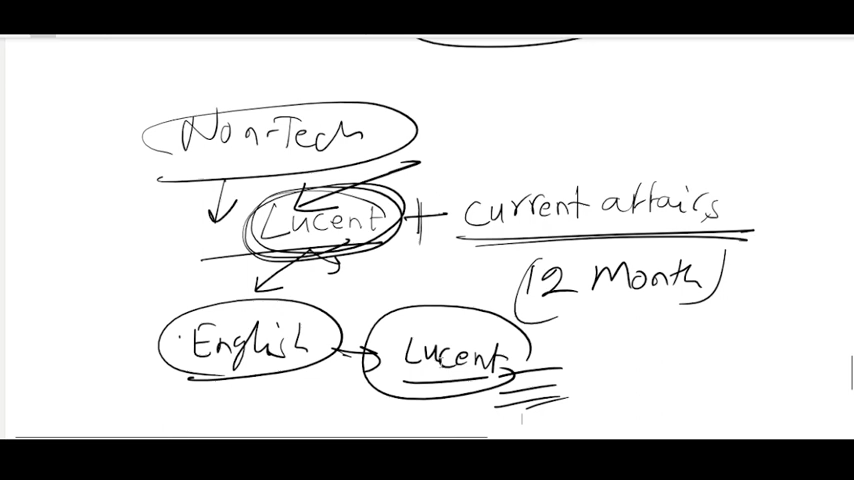 Non-Tech
Lucent + current affairs
(12 Month)
English
Lucent